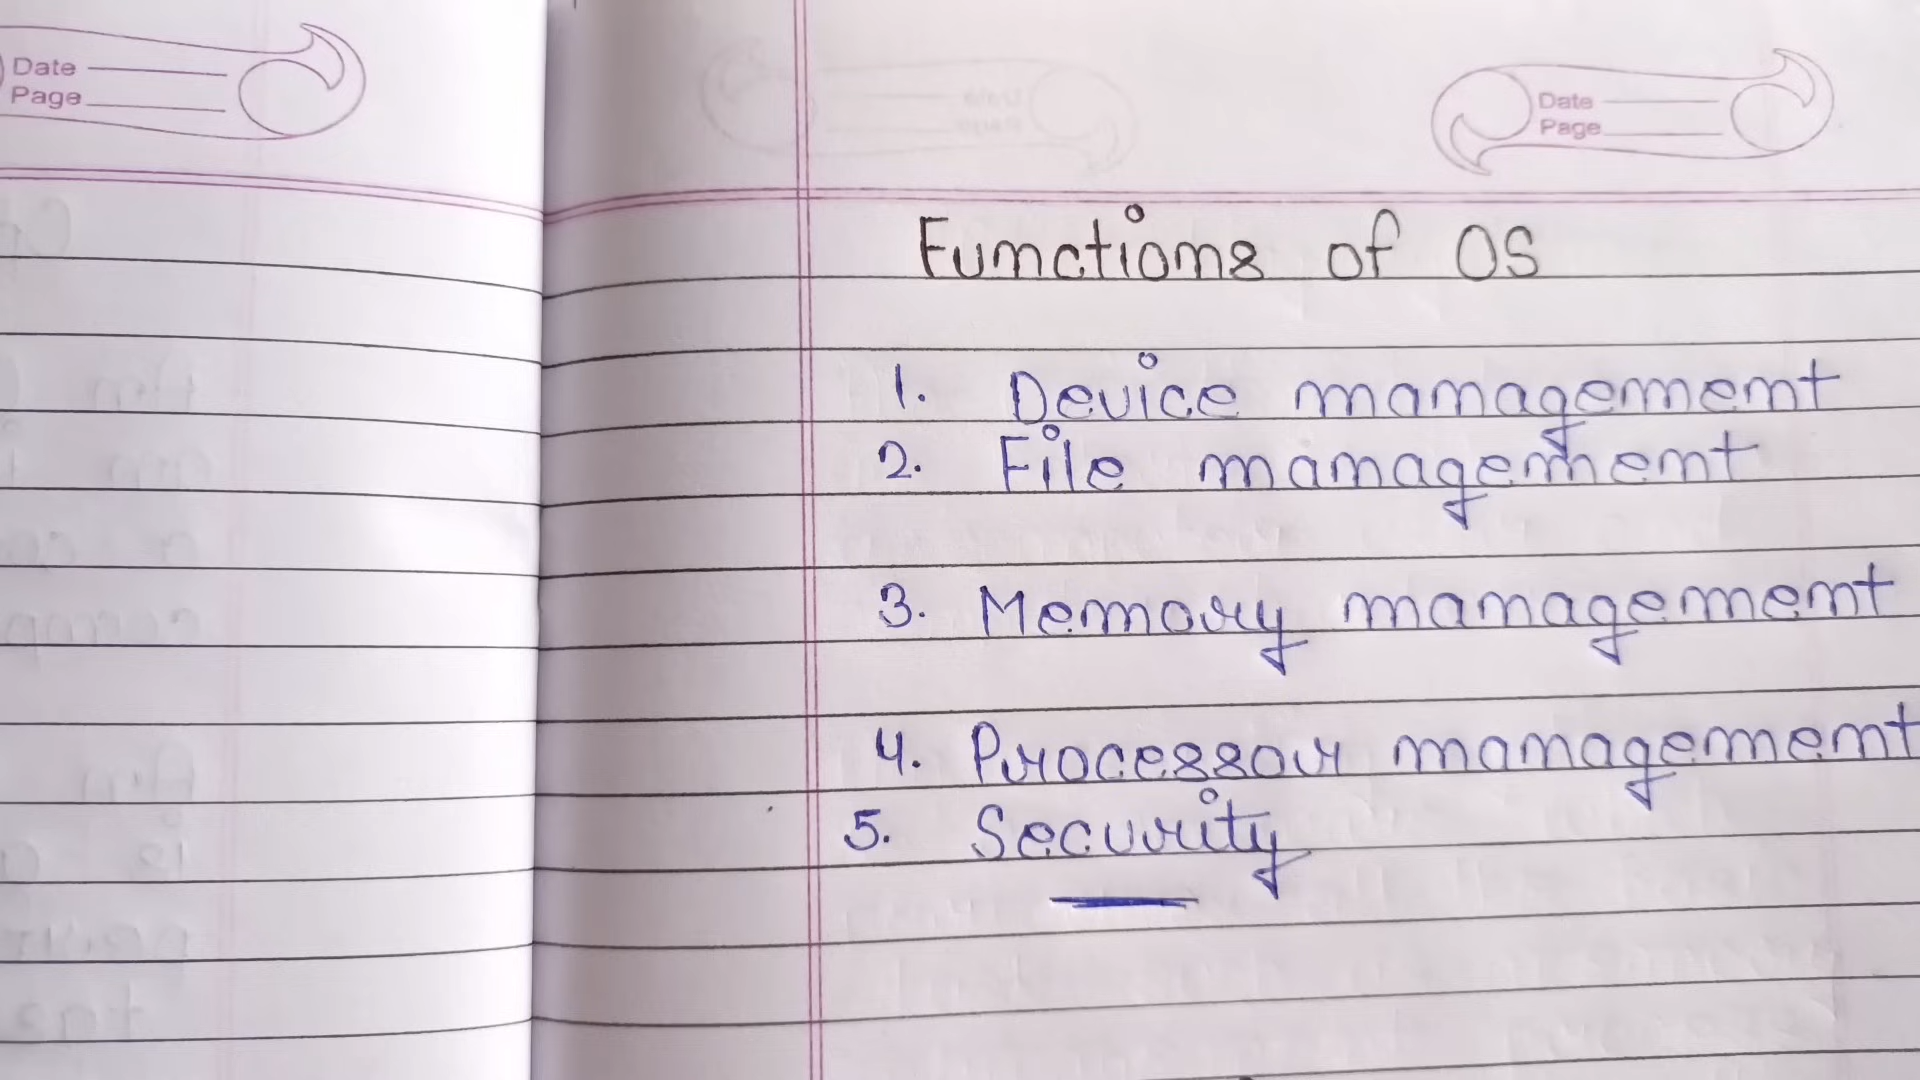 Date
Page
Date
Page
Functions of OS
1. Device management
2. File management
3. Memory management
4. Processor management
5. Security